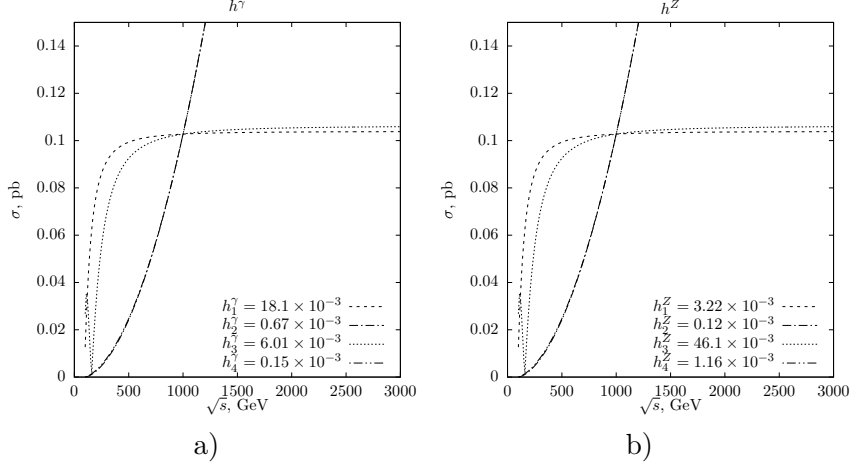 h^γ
0.14
0.12
0.1
0.08
0.06
0.04
0.02
0
σ, pb
h_1^γ = 18.1 × 10^{-3}
h_2^γ = 0.67 × 10^{-3}
h_3^γ = 6.01 × 10^{-3}
h_4^γ = 0.15 × 10^{-3}
0 500 1000 1500 2000 2500 3000
√s, GeV
a)
h^Z
0.14
0.12
0.1
0.08
0.06
0.04
0.02
0
σ, pb
h_1^Z = 3.22 × 10^{-3}
h_2^Z = 0.12 × 10^{-3}
h_3^Z = 46.1 × 10^{-3}
h_4^Z = 1.16 × 10^{-3}
0 500 1000 1500 2000 2500 3000
√s, GeV
b)